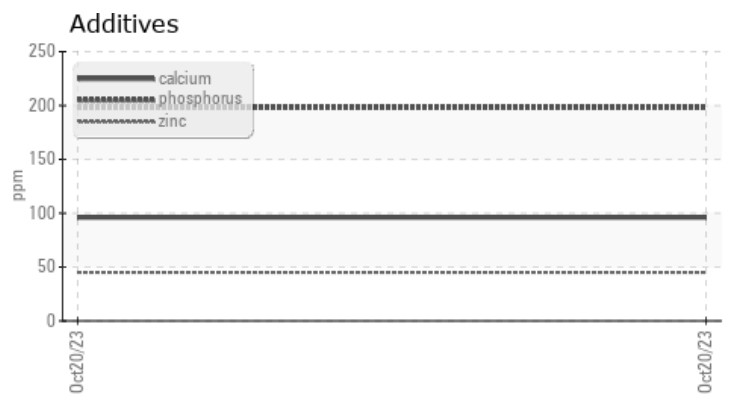 Additives
250
200
150
100
50
0
ppm
calcium
phosphorus
zinc
Oct20/23
Oct20/23